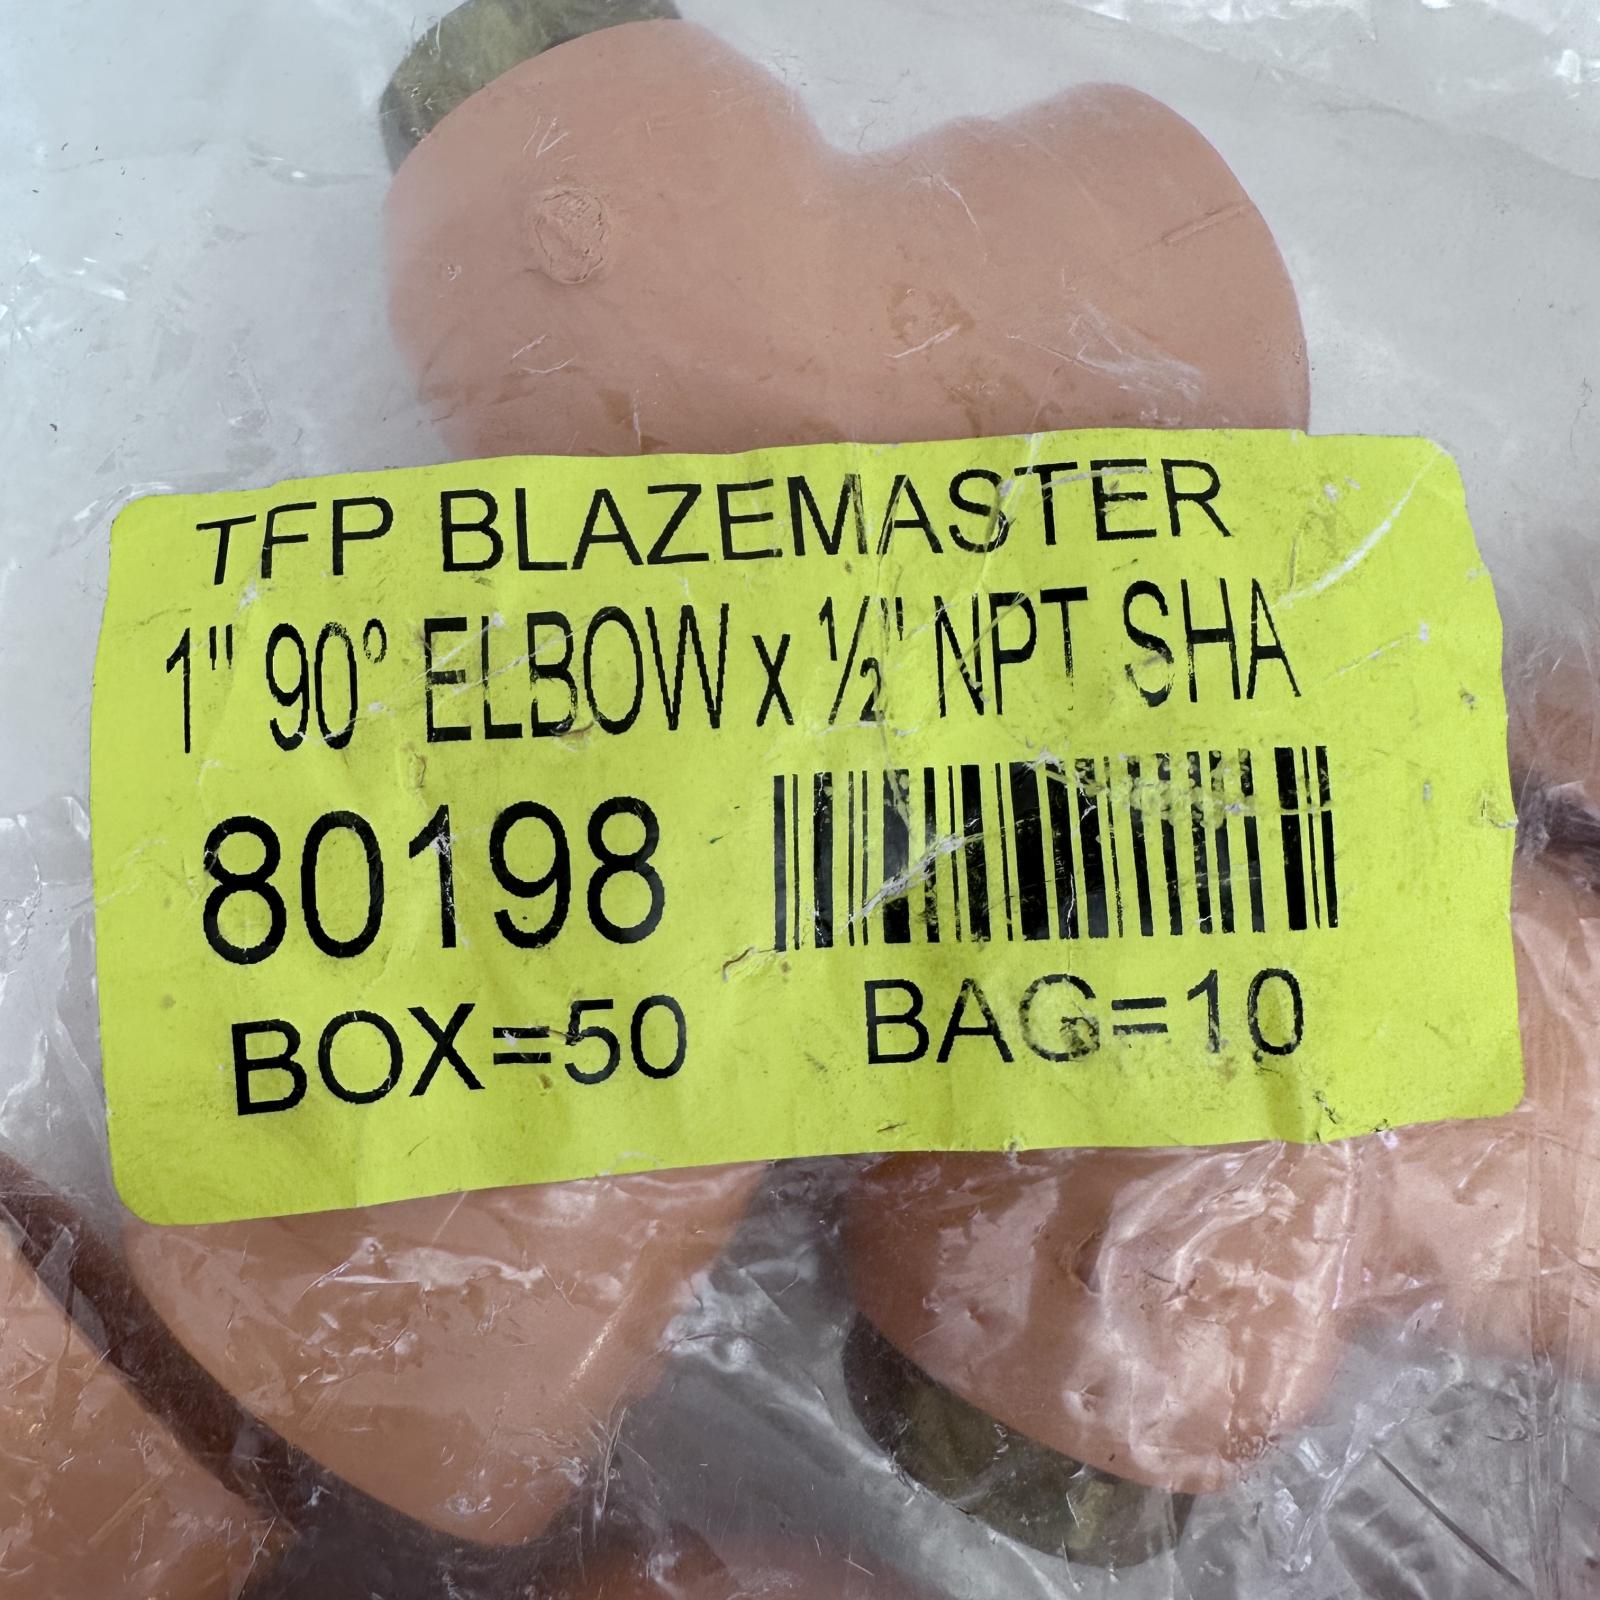 TFP BLAZEMASTER
1" 90° ELBOW x ½" NPT SHA
80198
BOX=50 BAG=10